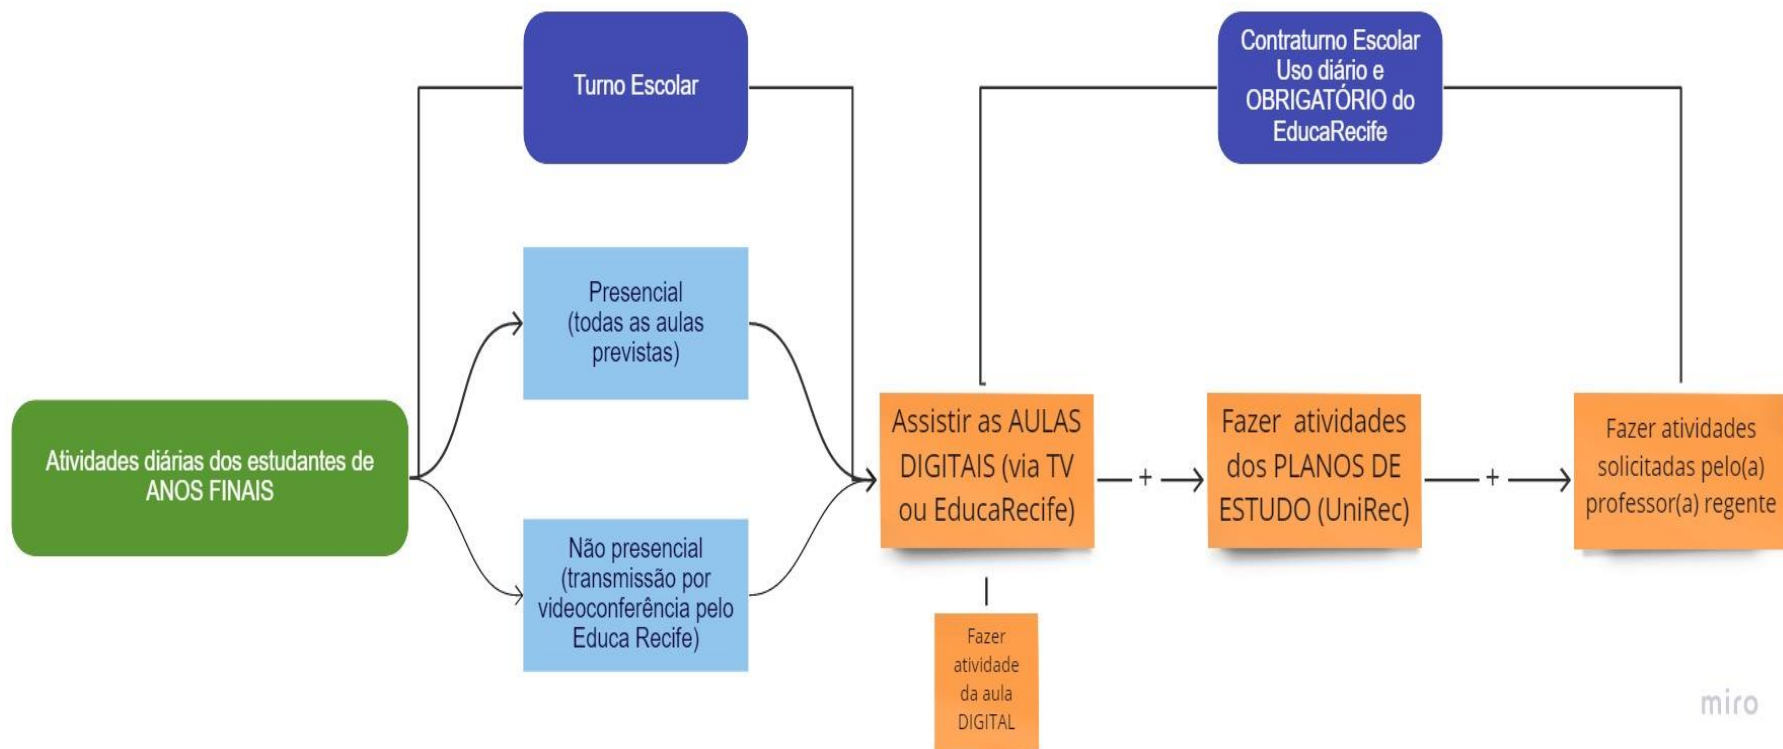 Turno Escolar
Contraturno Escolar
Uso diário e
OBRIGATÓRIO do
EducaRecife
Presencial
(todas as aulas
previstas)
Atividades diárias dos estudantes de
ANOS FINAIS
Não presencial
(transmissão por
videoconferência pelo
Educa Recife)
Assistir as AULAS
DIGITAIS (via TV
ou EducaRecife)
+
Fazer atividades
dos PLANOS DE
ESTUDO (UniRec)
+
Fazer atividades
solicitadas pelo(a)
professor(a) regente
Fazer
atividade
da aula
DIGITAL
miro